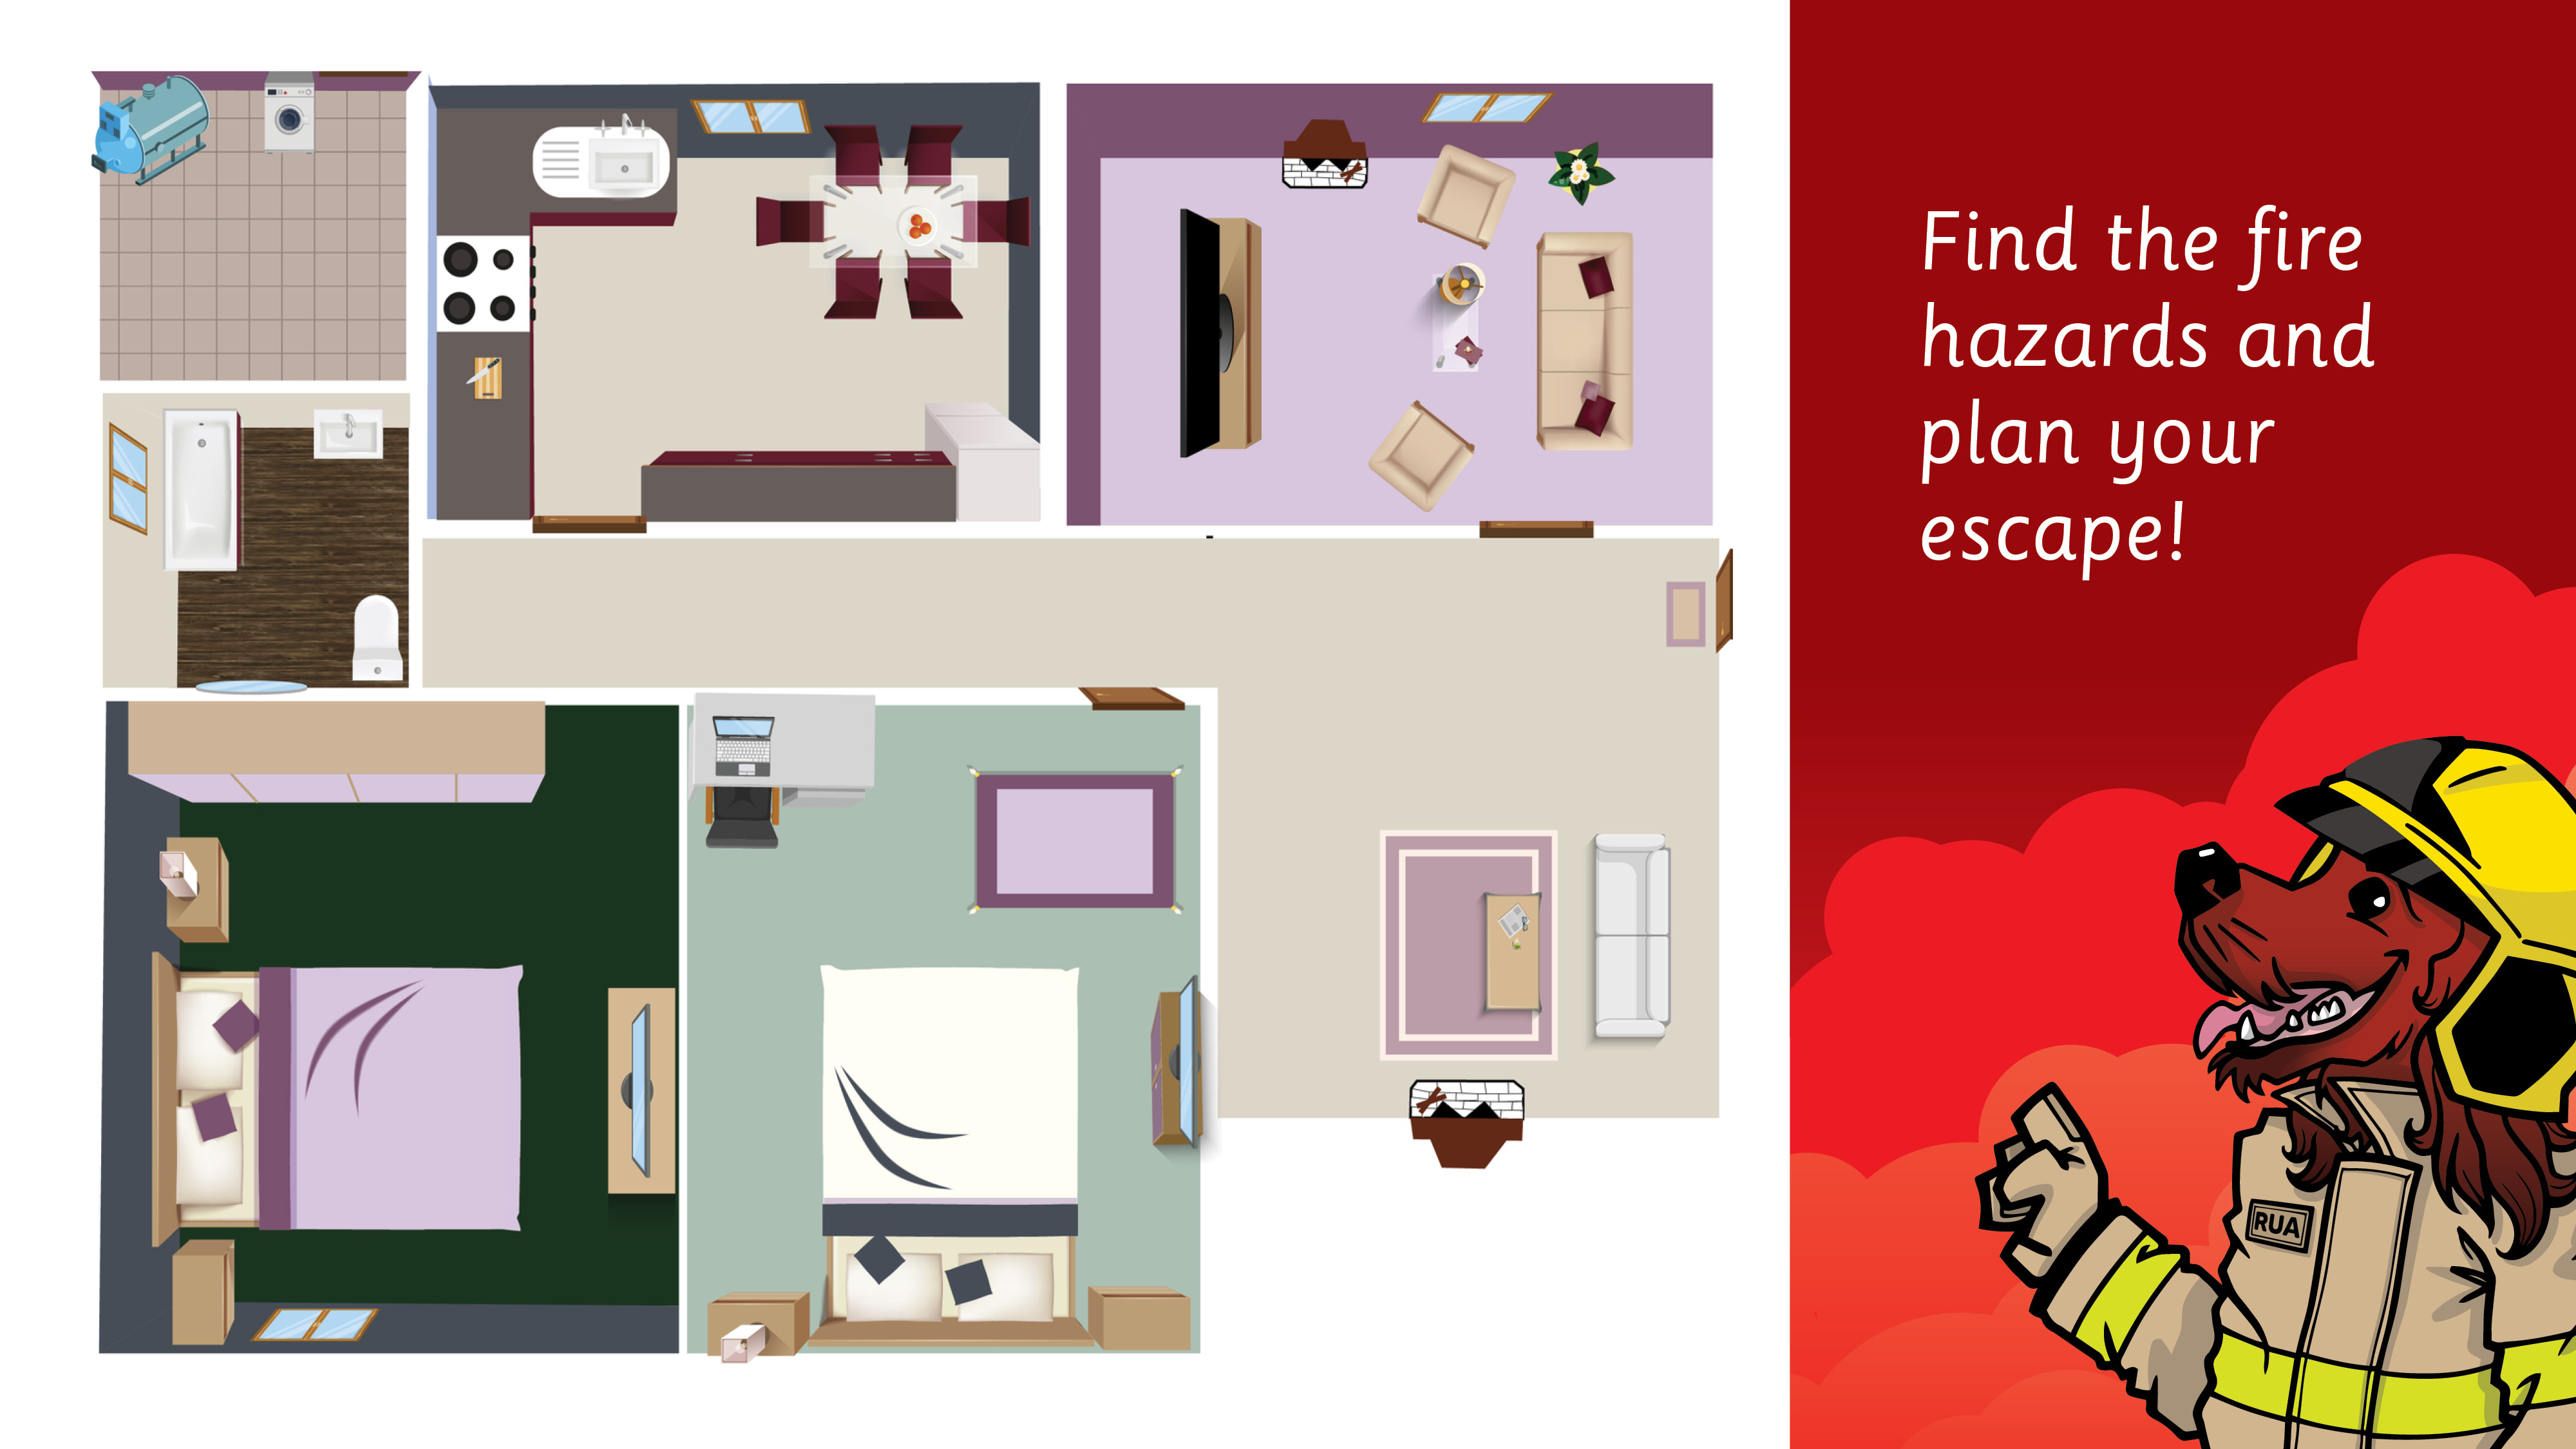 Find the fire
hazards and
plan your
escape!
RUA